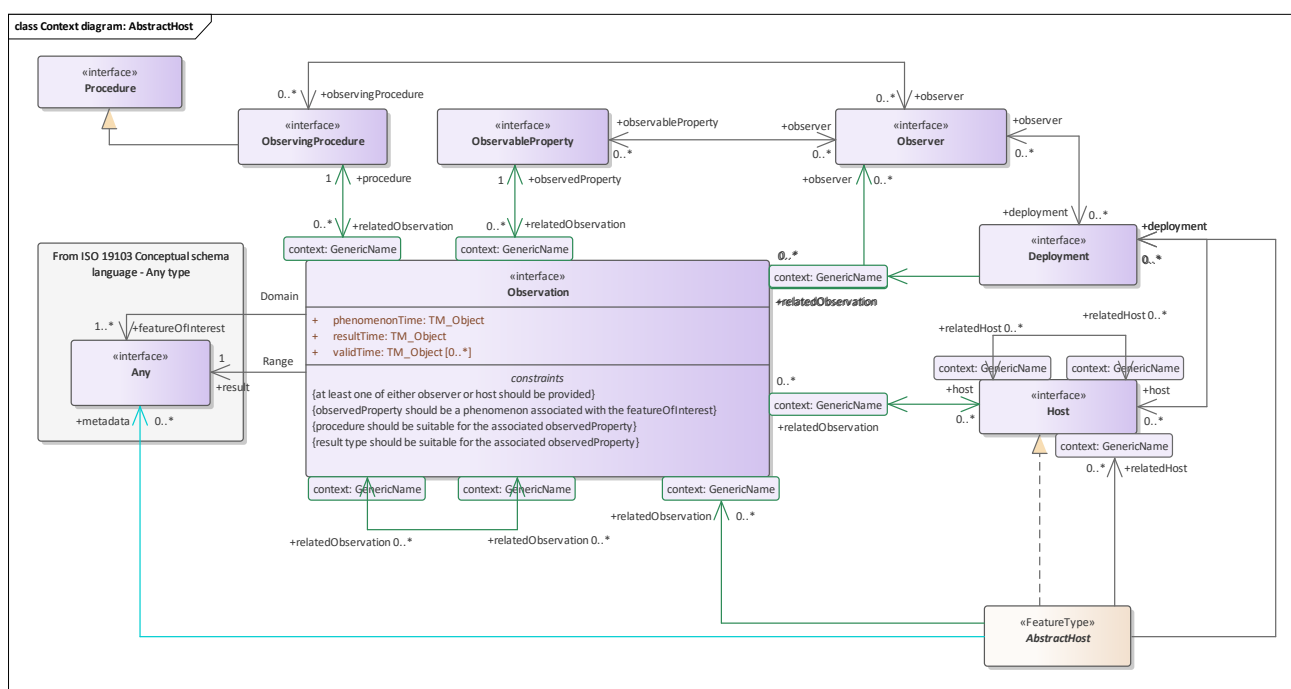 class Context diagram: AbstractHost
«interface»
Procedure
0..*
+observingProcedure
0..*
+observer
«interface»
ObservingProcedure
«interface»
ObservableProperty
+observableProperty
0..*
+observer
0..*
«interface»
Observer
+observer
0..*
1
+procedure
1
+observedProperty
+observer
0..*
0..*
+relatedObservation
0..*
+relatedObservation
+deployment
0..*
+deployment
0..*
context: GenericName
context: GenericName
«interface»
Deployment
From ISO 19103 Conceptual schema
language - Any type
0..*
context: GenericName
+relatedObservation
«interface»
Observation
Domain
1..*
+featureOfInterest
+ phenomenonTime: TM_Object
+ resultTime: TM_Object
+ validTime: TM_Object [0..*]
+relatedHost 0..*
+relatedHost 0..*
«interface»
Any
1
Range
+result
context: GenericName
context: GenericName
constraints
{at least one of either observer or host should be provided}
{observedProperty should be a phenomenon associated with the featureOfInterest}
{procedure should be suitable for the associated observedProperty}
{result type should be suitable for the associated observedProperty}
0..*
context: GenericName
+relatedObservation
+host
0..*
«interface»
Host
+host
0..*
+metadata
0..*
context: GenericName
0..*
+relatedHost
context: GenericName
context: GenericName
context: GenericName
+relatedObservation
0..*
+relatedObservation 0..*
+relatedObservation 0..*
«FeatureType»
AbstractHost